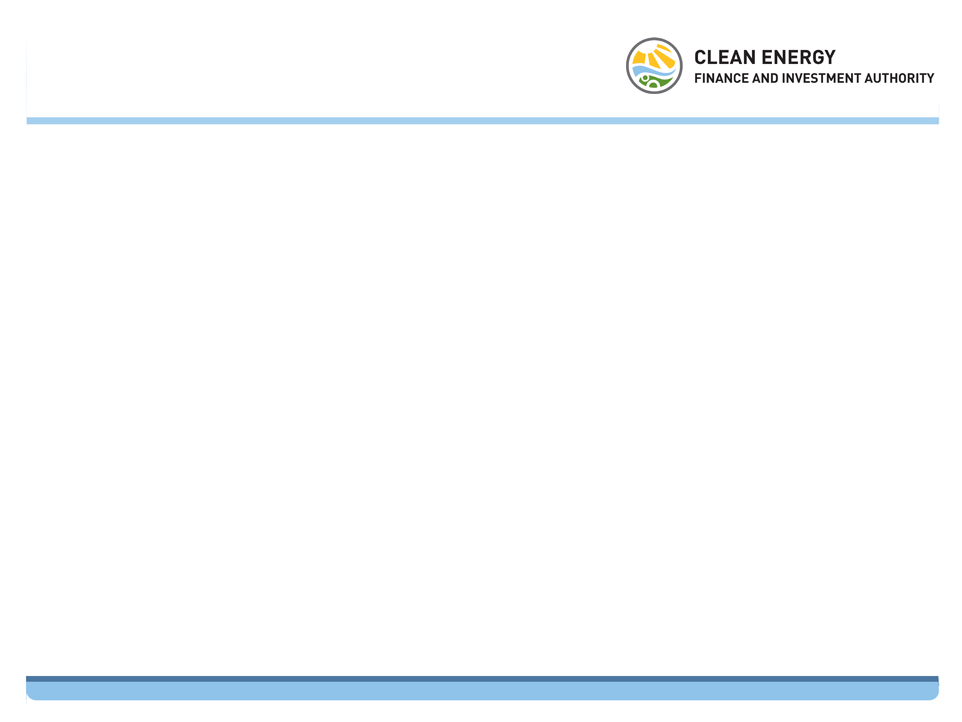 CLEAN ENERGY
FINANCE AND INVESTMENT AUTHORITY